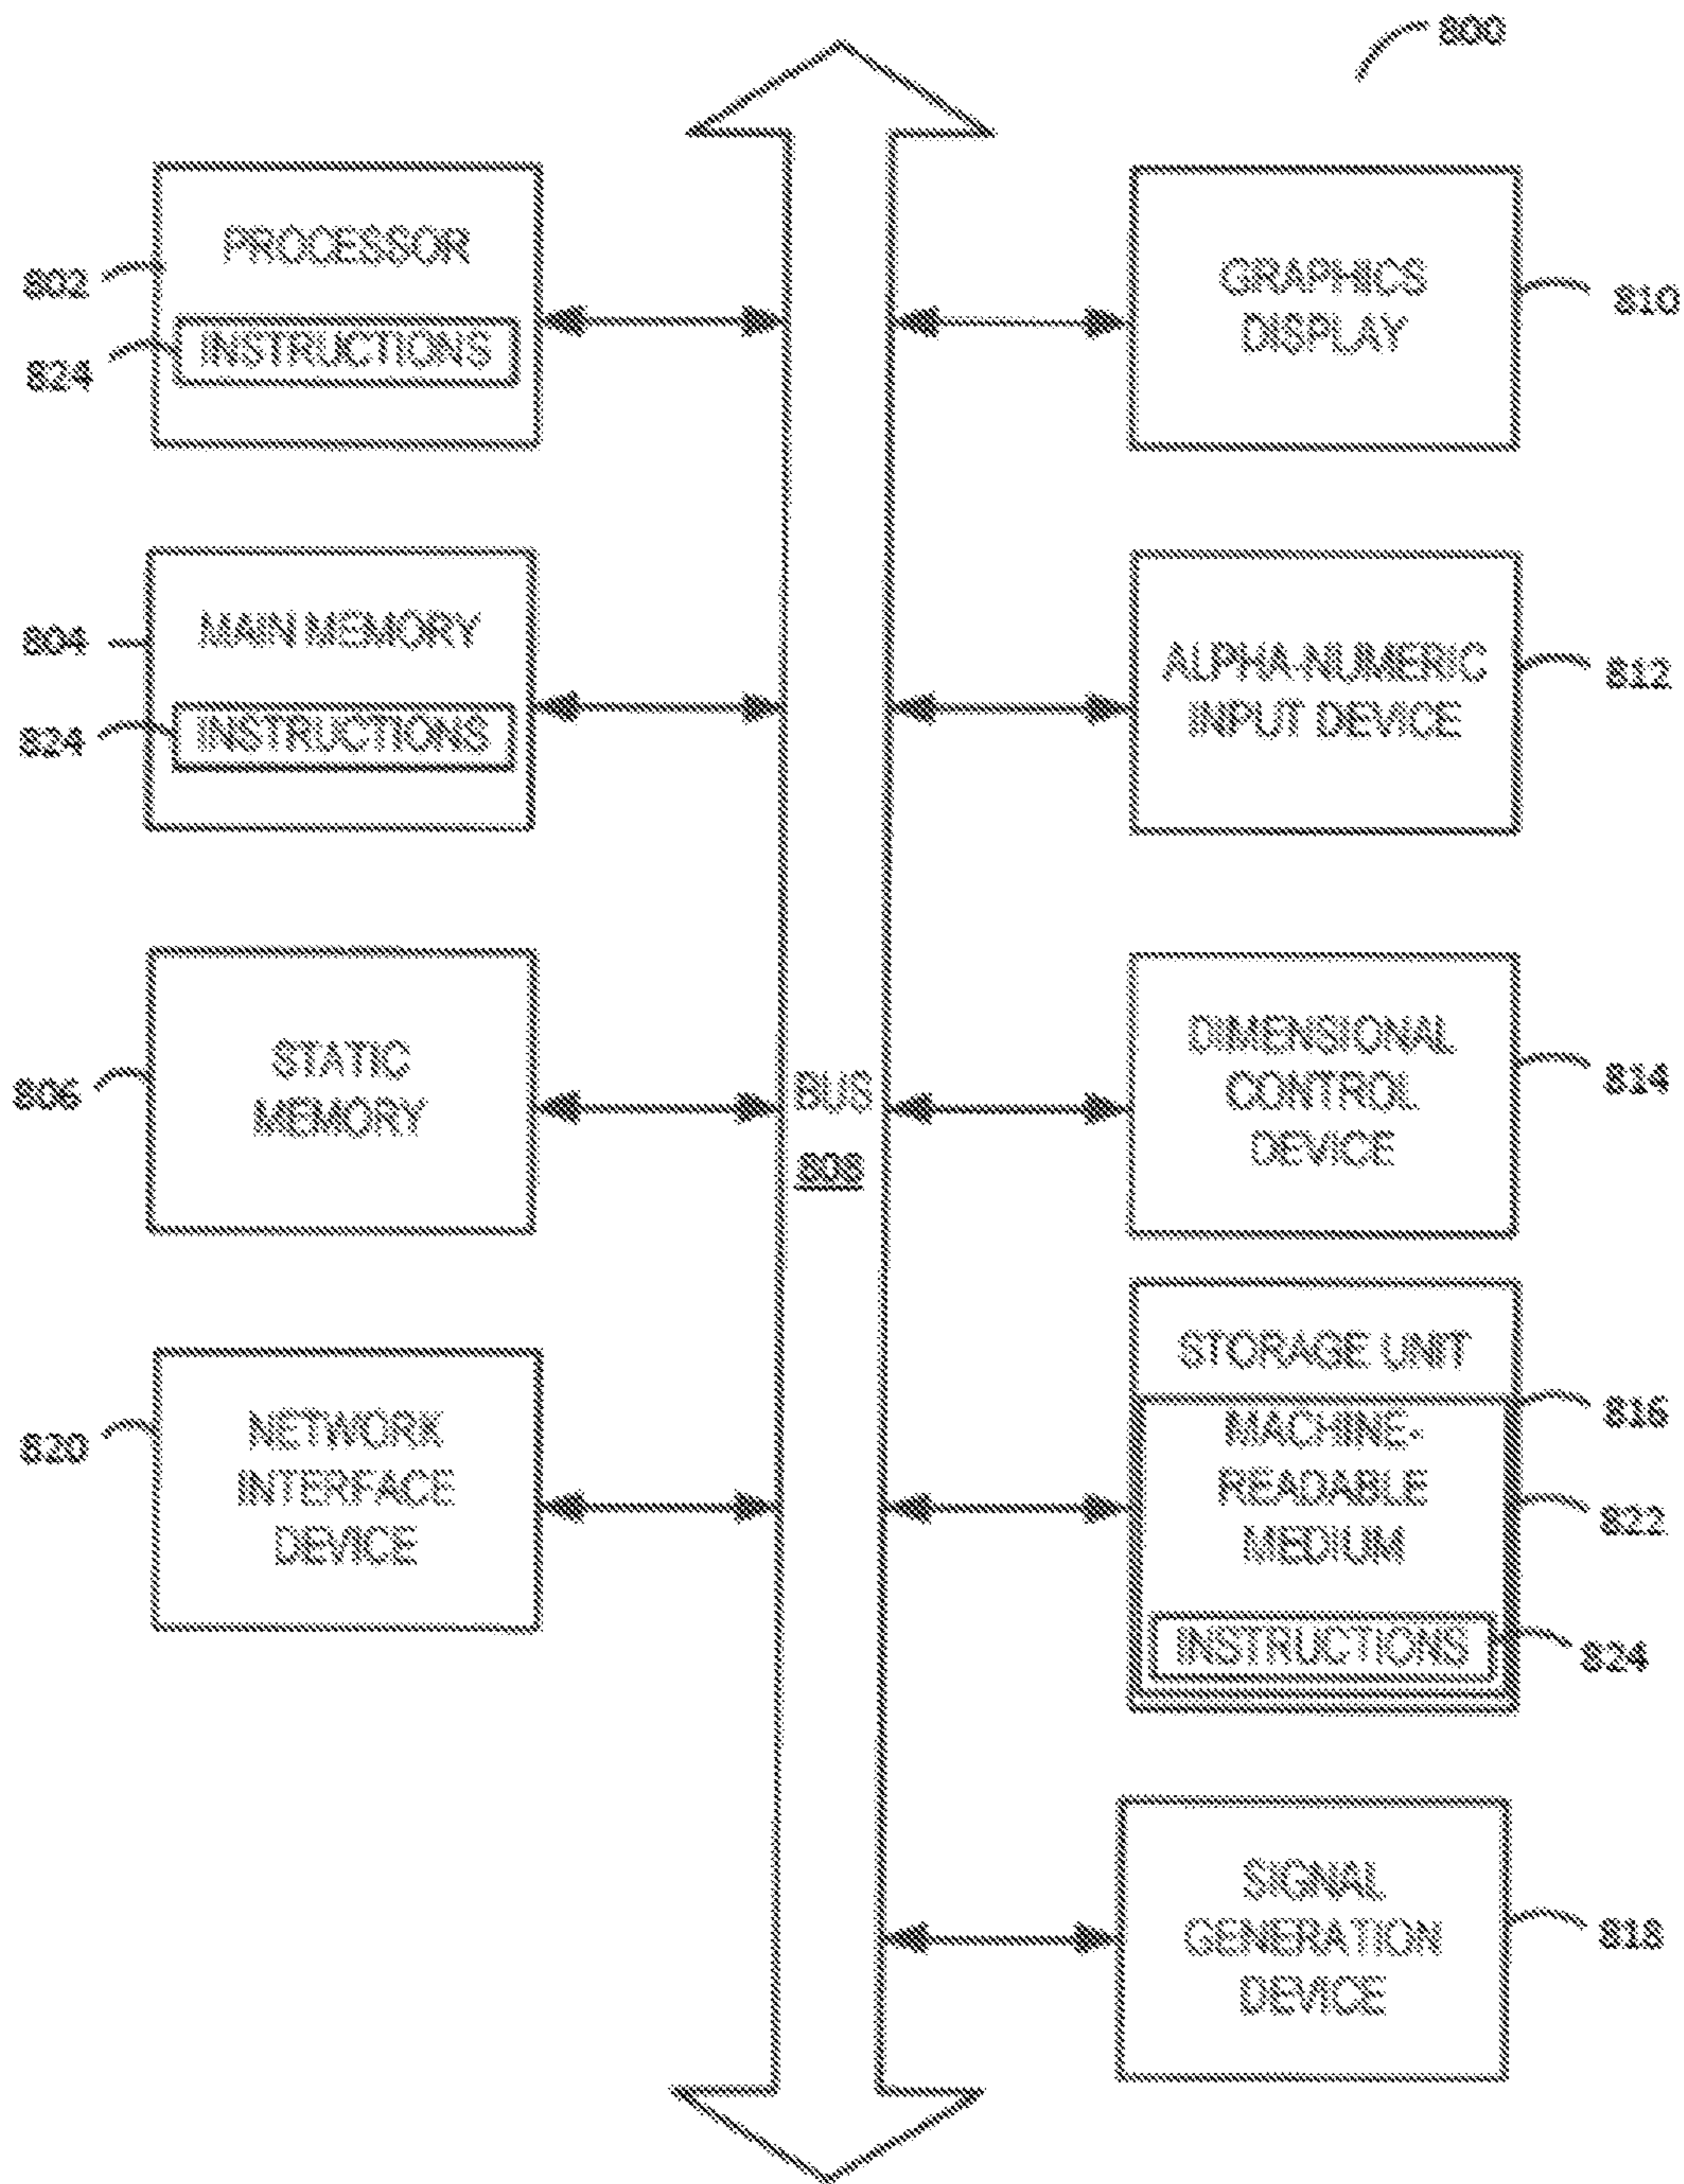 800
PROCESSOR
802
INSTRUCTIONS
824
GRAPHICS
DISPLAY
810
MAIN MEMORY
804
INSTRUCTIONS
824
ALPHA-NUMERIC
INPUT DEVICE
812
STATIC
MEMORY
806
BUS
808
DIMENSIONAL
CONTROL
DEVICE
814
NETWORK
INTERFACE
DEVICE
820
STORAGE UNIT
816
MACHINE-
READABLE
MEDIUM
822
INSTRUCTIONS
824
SIGNAL
GENERATION
DEVICE
818